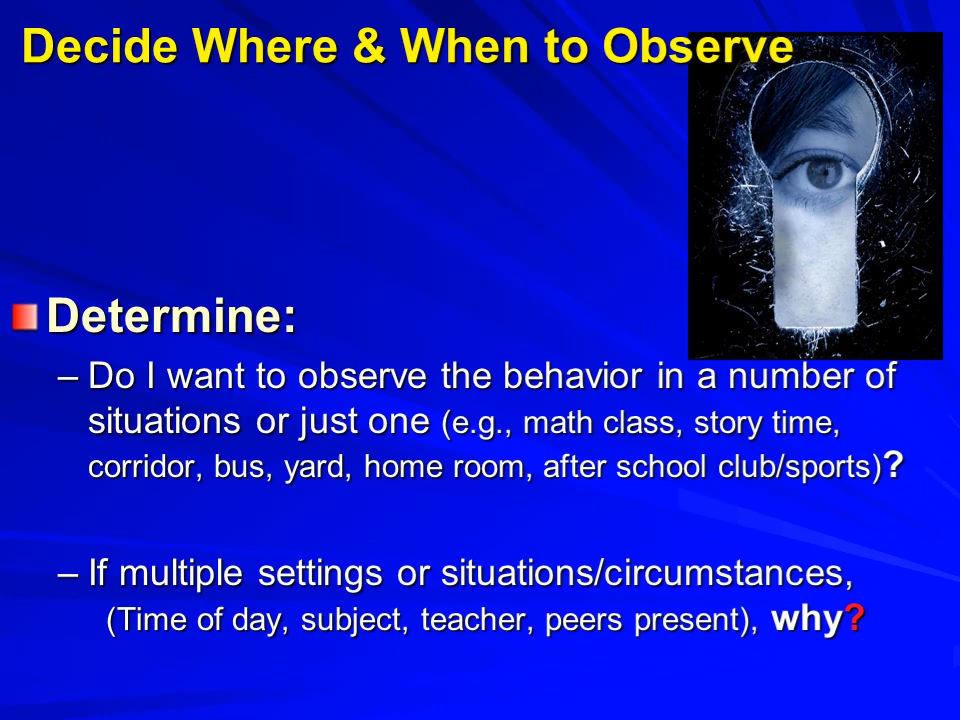 Decide Where & When to Observe
Determine:
– Do I want to observe the behavior in a number of
situations or just one (e.g., math class, story time,
corridor, bus, yard, home room, after school club/sports)?
– If multiple settings or situations/circumstances,
(Time of day, subject, teacher, peers present), why?